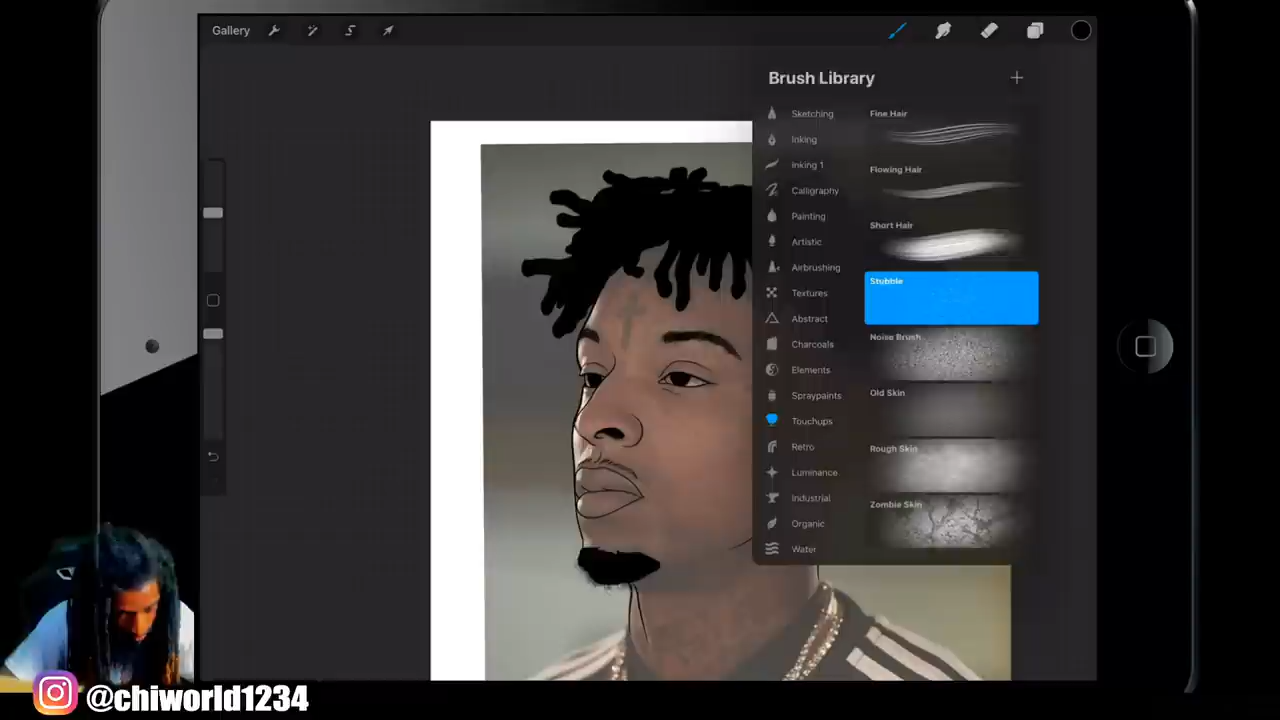 Gallery
Brush Library
Sketching
Inking
Inking 1
Calligraphy
Painting
Artistic
Airbrushing
Textures
Abstract
Charcoals
Elements
Spraypaints
Touchups
Retro
Luminance
Industrial
Organic
Water
Fine Hair
Flowing Hair
Short Hair
Stubble
Noise Brush
Old Skin
Rough Skin
Zombie Skin
@chiworld1234